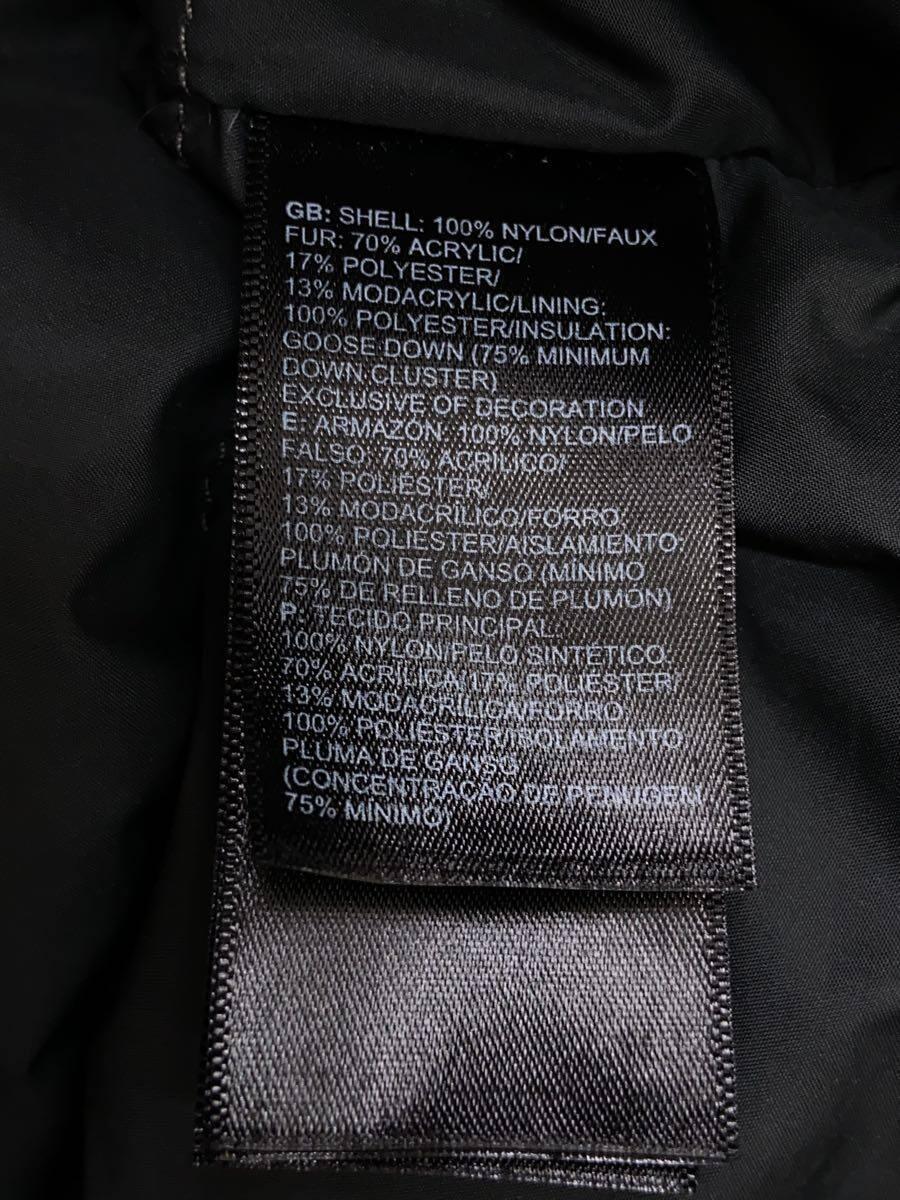 GB: SHELL: 100% NYLON/FAUX
FUR: 70% ACRYLIC/
17% POLYESTER/
13% MODACRYLIC/LINING:
100% POLYESTER/INSULATION:
GOOSE DOWN (75% MINIMUM
DOWN CLUSTER)
EXCLUSIVE OF DECORATION
E: ARMAZÓN: 100% NYLON/PELO
FALSO: 70% ACRÍLICO/
17% POLIÉSTER/
13% MODACRÍLICO/FORRO:
100% POLIÉSTER/AISLAMIENTO:
PLUMÓN DE GANSO (MÍNIMO
75% DE RELLENO DE PLUMÓN)
P: TECIDO PRINCIPAL:
100% NYLON/PELO SINTÉTICO:
70% ACRÍLICA/17% POLIÉSTER/
13% MODACRÍLICA/FORRO:
100% POLIÉSTER/ISOLAMENTO:
PLUMA DE GANSO
(CONCENTRAÇÃO DE PENUGEM
75% MÍNIMO)